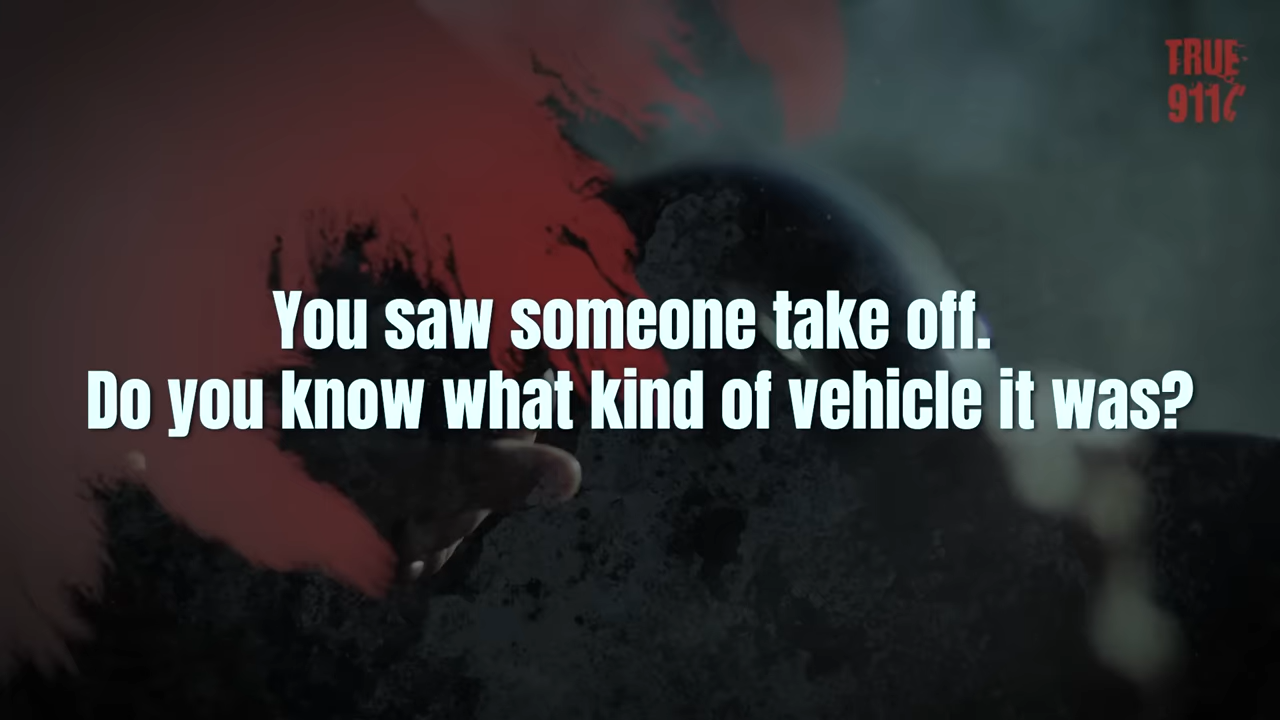 TRUE
911
You saw someone take off.
Do you know what kind of vehicle it was?